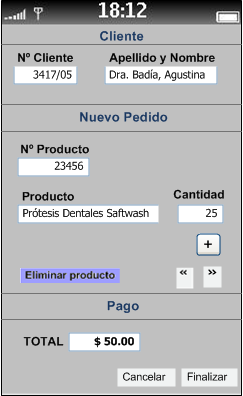 18:12
Cliente
Nº Cliente Apellido y Nombre
3417/05 Dra. Badía, Agustina
Nuevo Pedido
Nº Producto
23456
Producto Cantidad
Prótesis Dentales Saftwash 25
+
Eliminar producto « »
Pago
TOTAL $ 50.00
Cancelar Finalizar